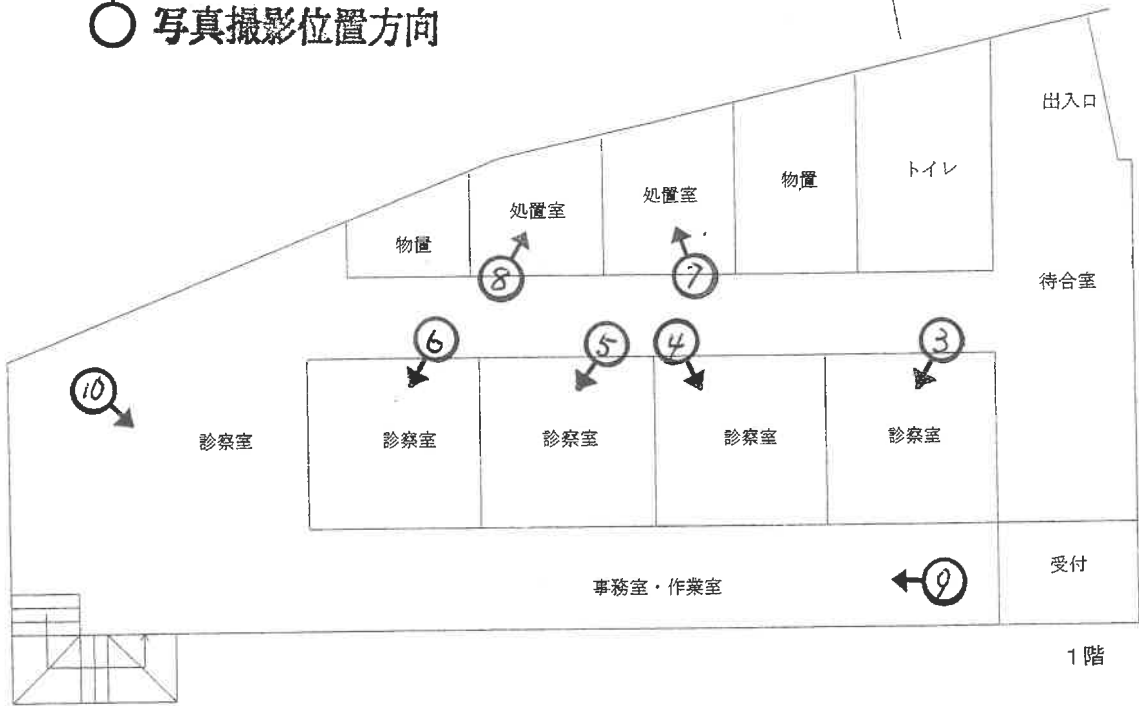 写真撮影位置方向
出入口
トイレ
物置
処置室
処置室
物置
待合室
⑧
⑦
⑥
⑤
④
③
⑩
診察室
診察室
診察室
診察室
診察室
事務室・作業室
⑨
受付
1階